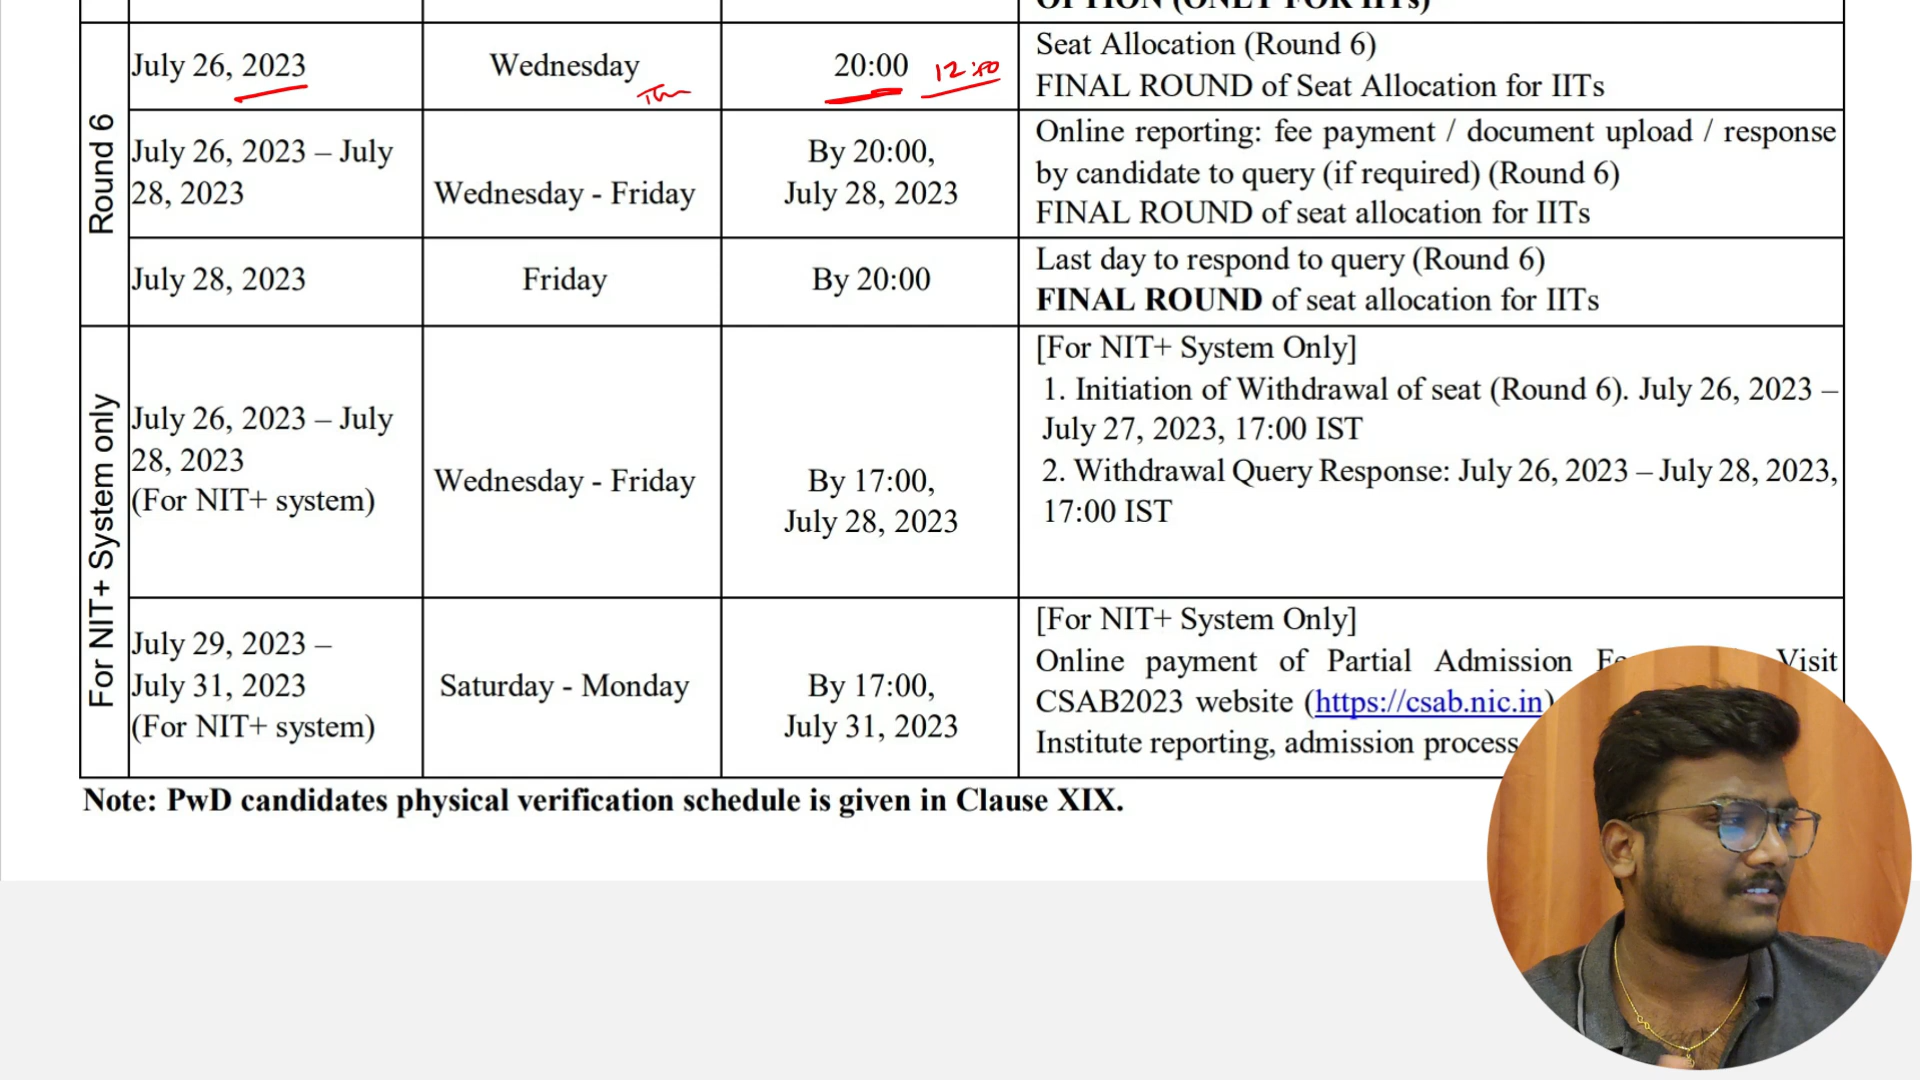 OPTION (ONLY FOR IITs)
Round 6
July 26, 2023
Wednesday
20:00
12:00
Seat Allocation (Round 6)
FINAL ROUND of Seat Allocation for IITs
July 26, 2023 – July
28, 2023
Wednesday - Friday
By 20:00,
July 28, 2023
Online reporting: fee payment / document upload / response
by candidate to query (if required) (Round 6)
FINAL ROUND of seat allocation for IITs
July 28, 2023
Friday
By 20:00
Last day to respond to query (Round 6)
FINAL ROUND of seat allocation for IITs
For NIT+ System only
July 26, 2023 – July
28, 2023
(For NIT+ system)
Wednesday - Friday
By 17:00,
July 28, 2023
[For NIT+ System Only]
1. Initiation of Withdrawal of seat (Round 6). July 26, 2023 –
July 27, 2023, 17:00 IST
2. Withdrawal Query Response: July 26, 2023 – July 28, 2023,
17:00 IST
July 29, 2023 –
July 31, 2023
(For NIT+ system)
Saturday - Monday
By 17:00,
July 31, 2023
[For NIT+ System Only]
Online payment of Partial Admission Visit
CSAB2023 website (https://csab.nic.in)
Institute reporting, admission process
Note: PwD candidates physical verification schedule is given in Clause XIX.